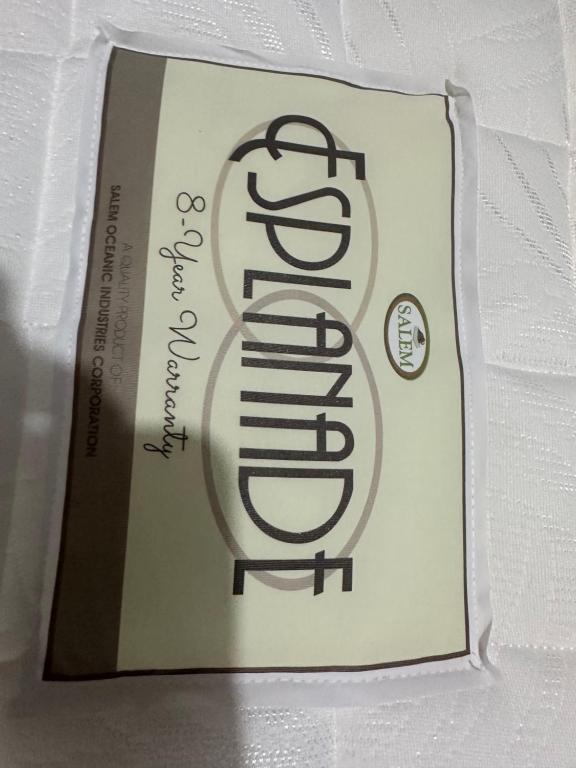 SALEM
ESPLANADE
8-Year Warranty
A QUALITY PRODUCT OF
SALEM OCEANIC INDUSTRIES CORPORATION